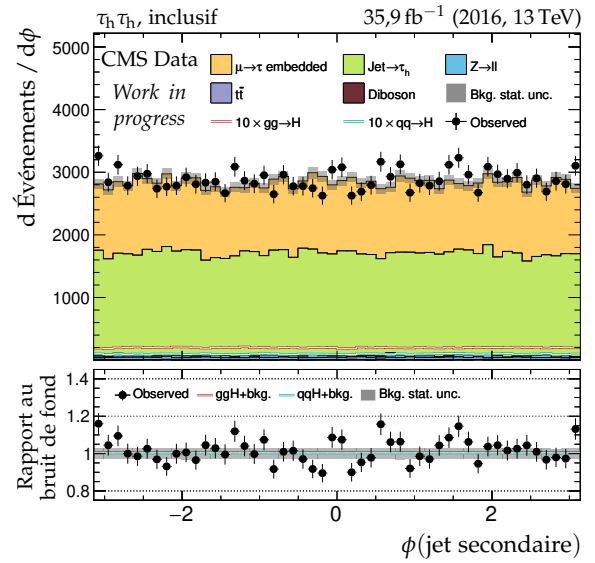 τhτh, inclusif 35,9 fb−1 (2016, 13 TeV)
d Événements / dϕ
5000
4000
3000
2000
1000
CMS Data
Work in
progress
μ→τ embedded Jet→τh Z→ll
tt̄ Diboson Bkg. stat. unc.
10 × gg→H 10 × qq→H Observed
Rapport au
bruit de fond
1.4
1.2
1.0
0.8
Observed ggH+bkg. qqH+bkg. Bkg. stat. unc.
−2 0 2
ϕ(jet secondaire)